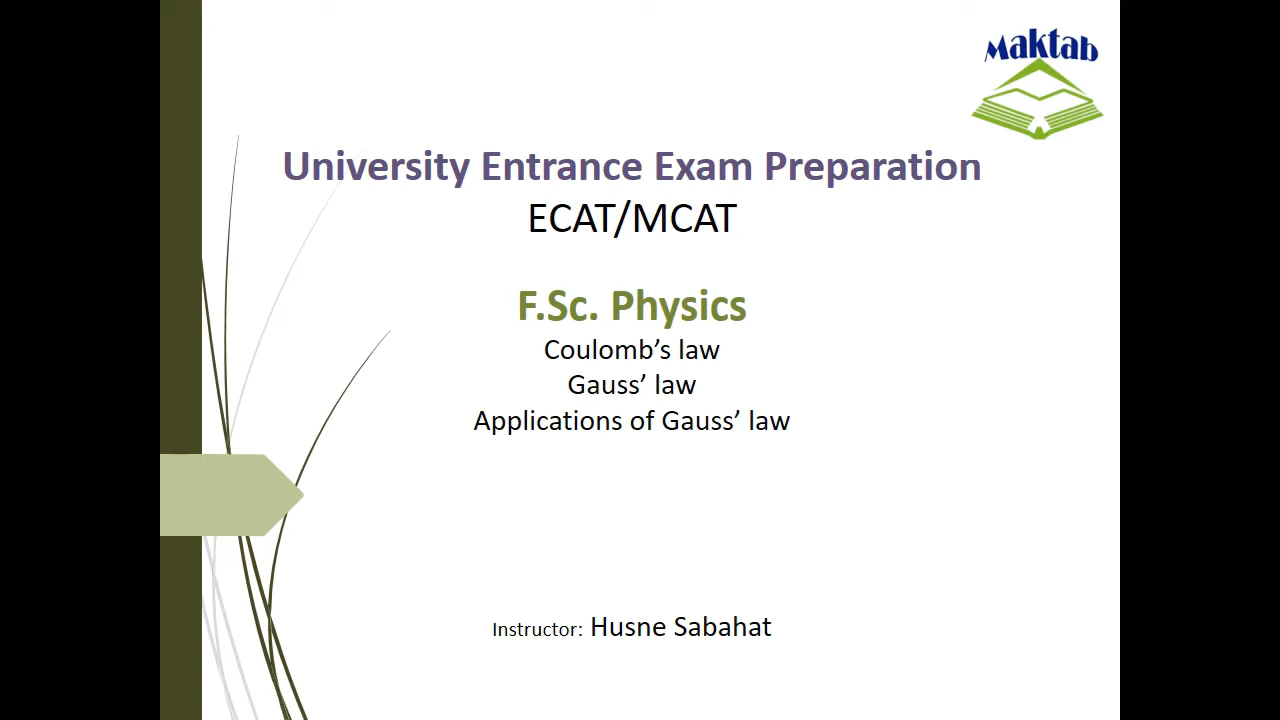 Maktab
University Entrance Exam Preparation
ECAT/MCAT
F.Sc. Physics
Coulomb’s law
Gauss’ law
Applications of Gauss’ law
Instructor: Husne Sabahat